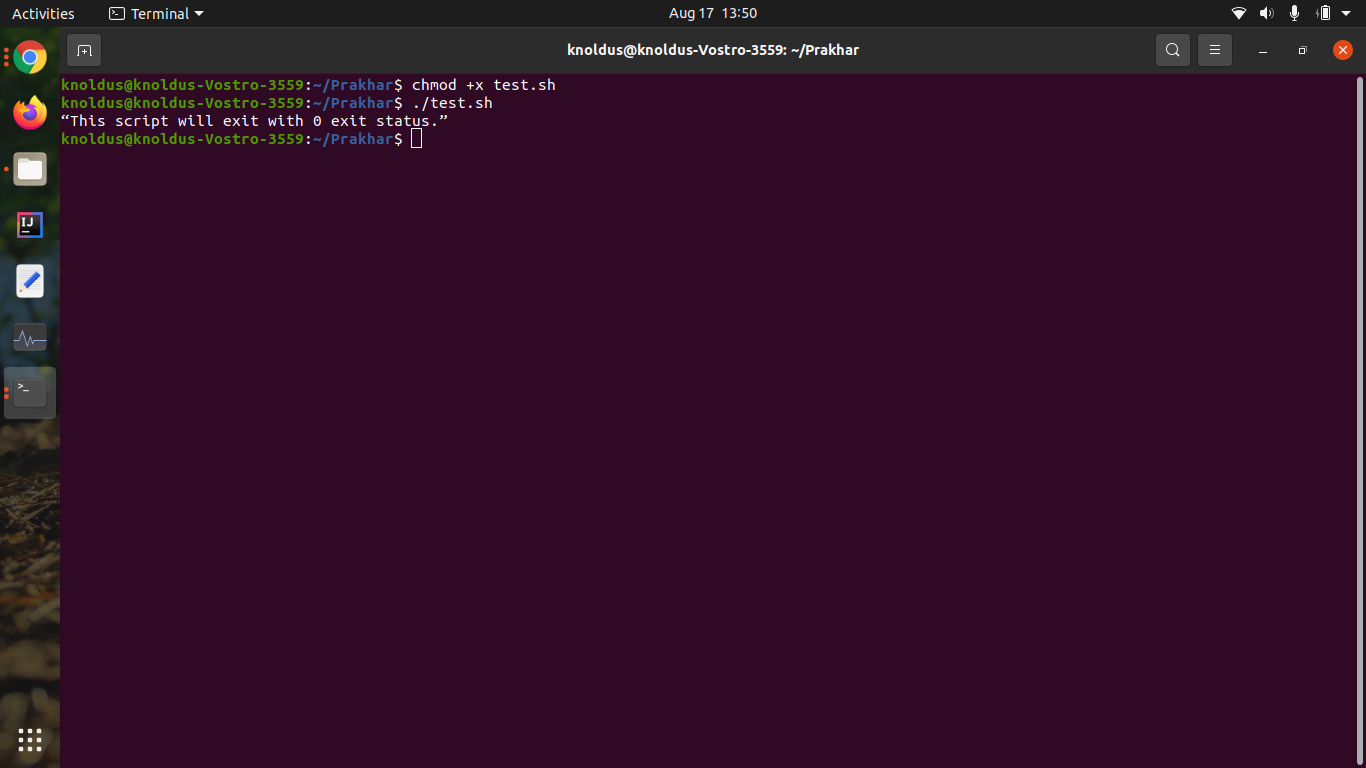 Activities
Terminal
Aug 17 13:50
knoldus@knoldus-Vostro-3559: ~/Prakhar
knoldus@knoldus-Vostro-3559:~/Prakhar$ chmod +x test.sh
knoldus@knoldus-Vostro-3559:~/Prakhar$ ./test.sh
“This script will exit with 0 exit status.”
knoldus@knoldus-Vostro-3559:~/Prakhar$
IJ
>_